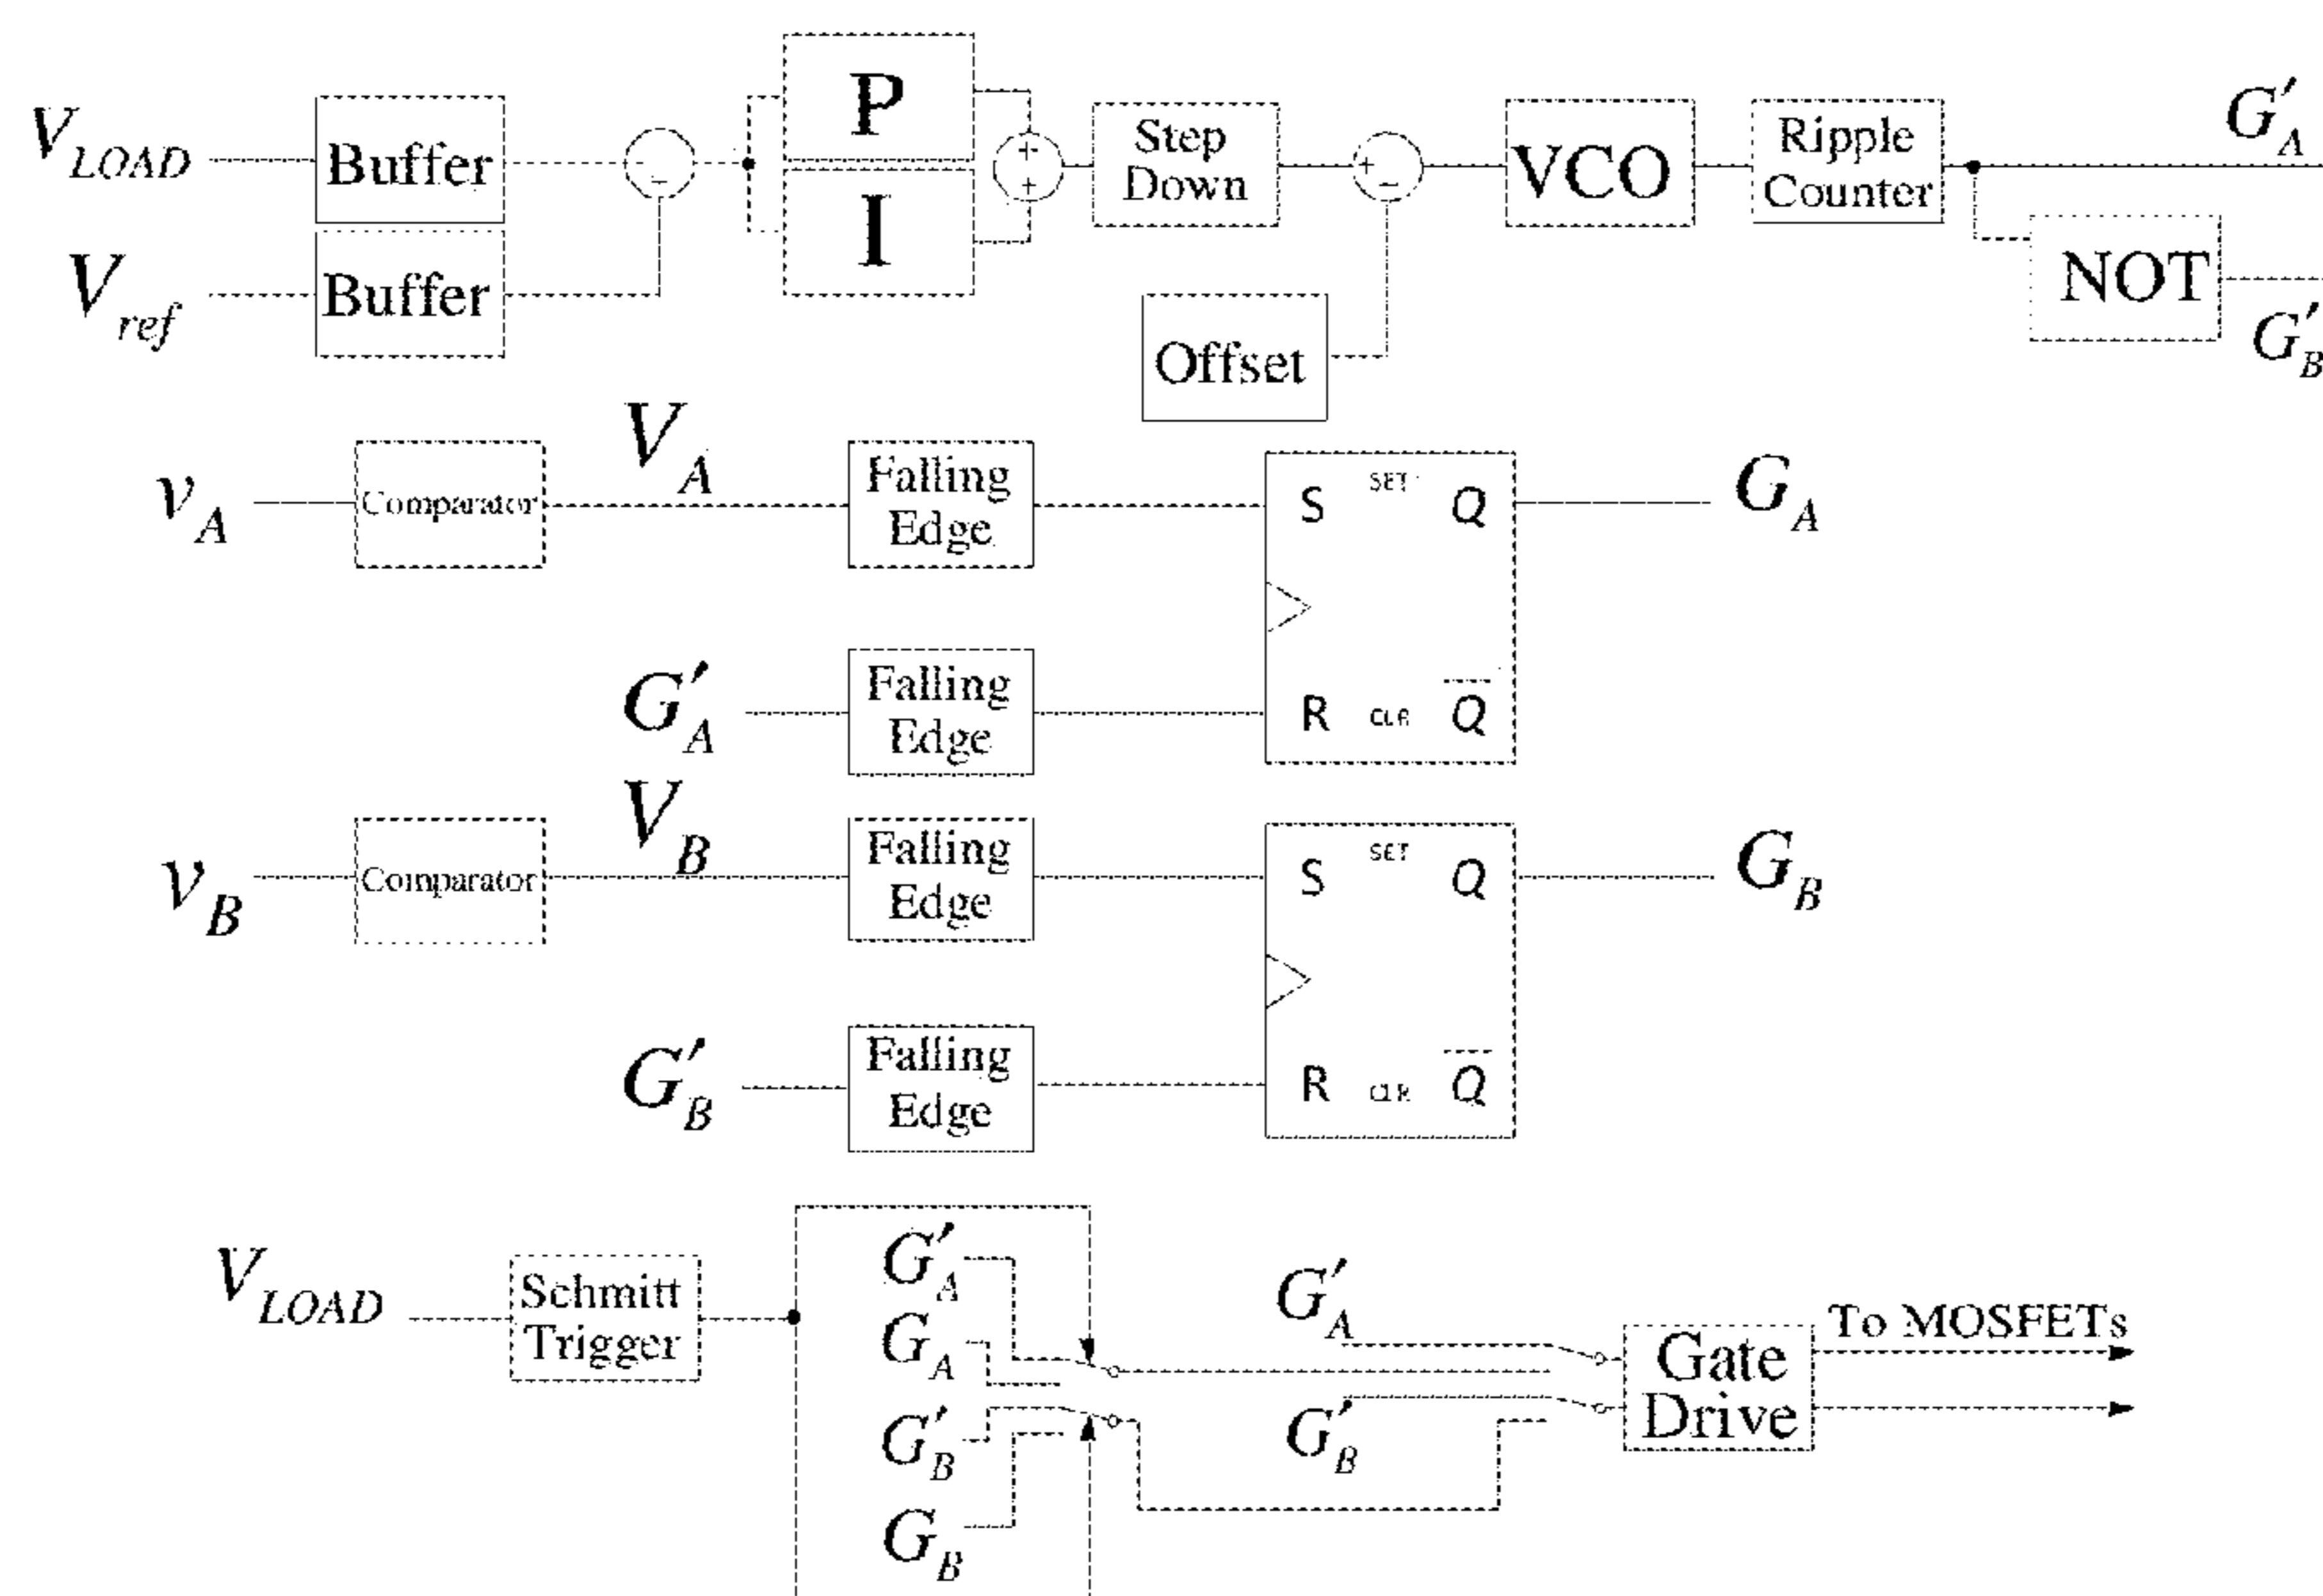 V_LOAD
Buffer
V_ref
Buffer
-
-
P
I
+
+
Step
Down
+
-
Offset
VCO
Ripple
Counter
G'_A
NOT
G'_B
v_A
Comparator
V_A
Falling
Edge
G'_A
Falling
Edge
S SET Q
R CLR Q̅
G_A
v_B
Comparator
V_B
Falling
Edge
G'_B
Falling
Edge
S SET Q
R CLR Q̅
G_B
V_LOAD
Schmitt
Trigger
G'_A
G_A
G'_B
G_B
G'_A
G'_B
Gate
Drive
To MOSFETs